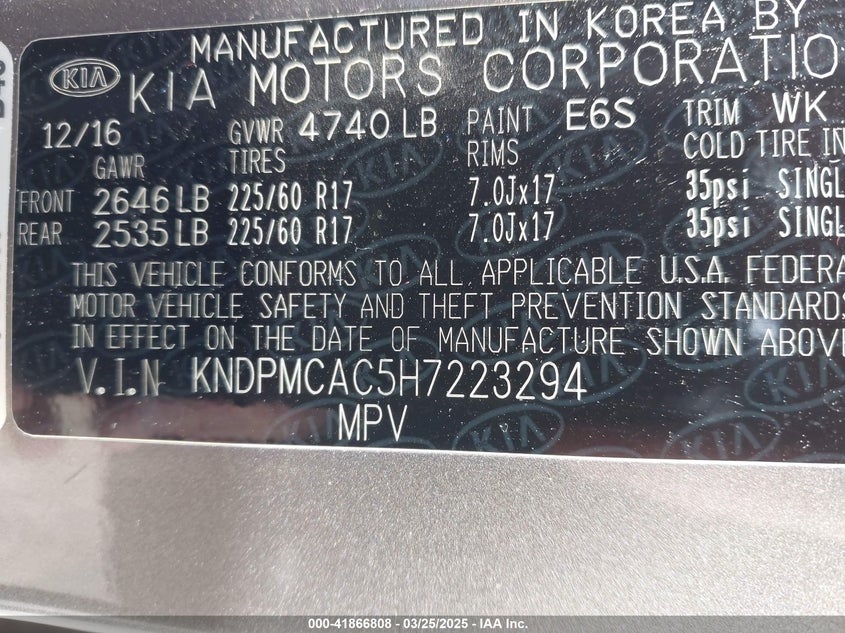 MANUFACTURED IN KOREA BY
KIA KIA MOTORS CORPORATIO
12/16 GVWR 4740 LB PAINT E6S TRIM WK
GAWR TIRES RIMS COLD TIRE IN
FRONT 2646 LB 225/60 R17 7.0Jx17 35psi SINGL
REAR 2535 LB 225/60 R17 7.0Jx17 35psi SINGL
THIS VEHICLE CONFORMS TO ALL APPLICABLE U.S.A. FEDERA
MOTOR VEHICLE SAFETY AND THEFT PREVENTION STANDARDS
IN EFFECT ON THE DATE OF MANUFACTURE SHOWN ABOVE
V.I.N KNDPMCAC5H7223294
MPV
000-41866808 - 03/25/2025 - IAA Inc.